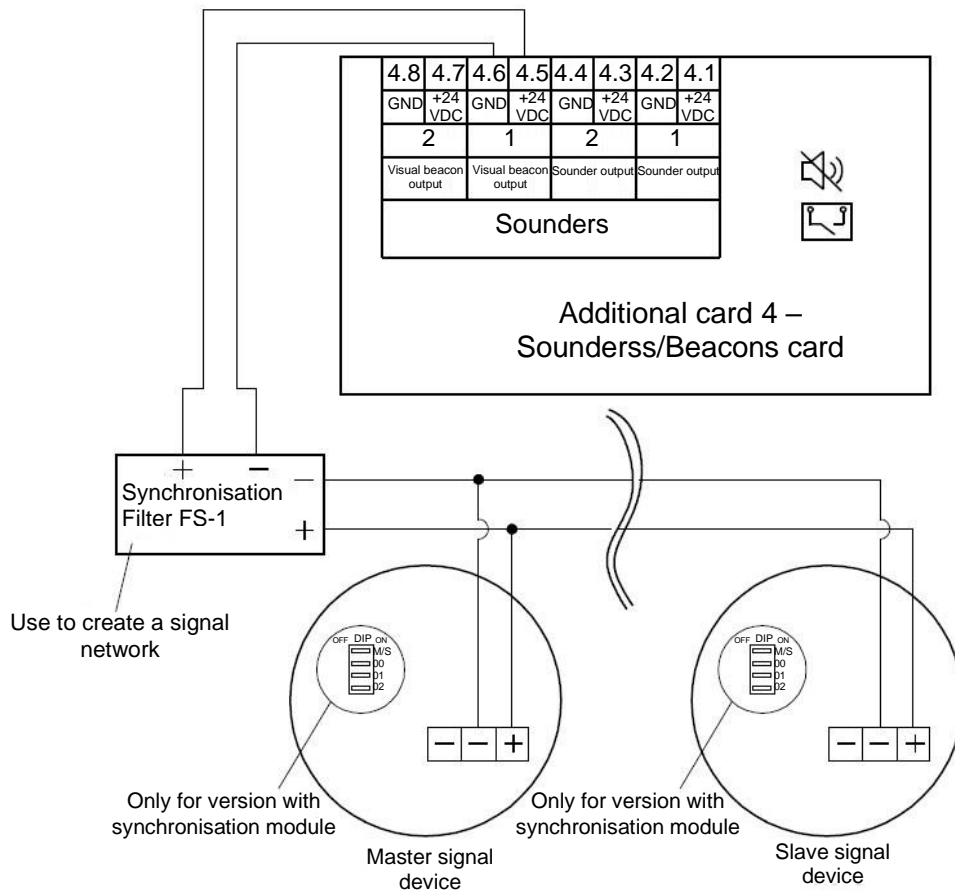 4.8 4.7 4.6 4.5 4.4 4.3 4.2 4.1
GND +24 VDC GND +24 VDC GND +24 VDC GND +24 VDC
2 1 2 1
Visual beacon output Visual beacon output Sounder output Sounder output
Sounders
Additional card 4 –
Sounderss/Beacons card
+ −
Synchronisation −
Filter FS-1 +
Use to create a signal
network
OFF DIP ON
M/S
00
01
02
− − +
Only for version with
synchronisation module
Master signal
device
OFF DIP ON
M/S
00
01
02
− − +
Only for version with
synchronisation module
Slave signal
device